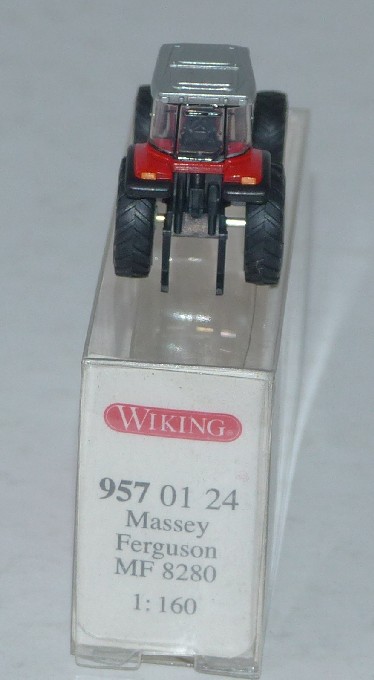 WIKING
957 01 24
Massey
Ferguson
MF 8280
1:160